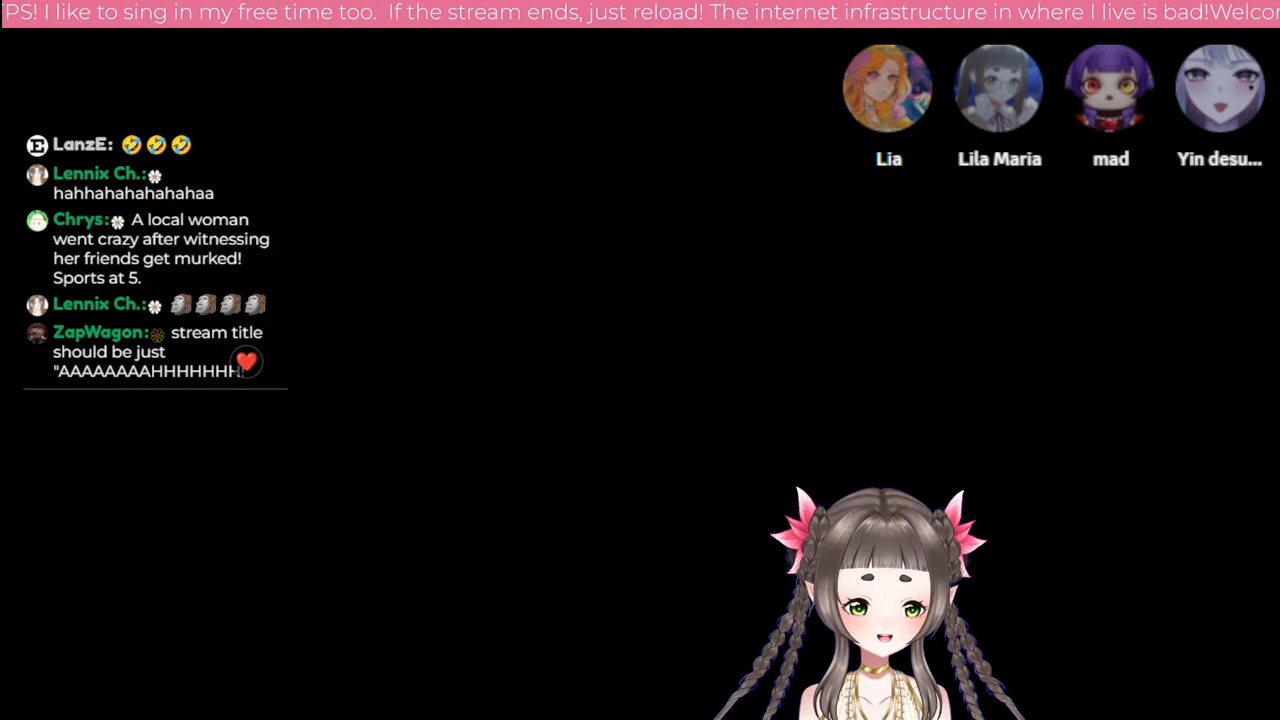 PS! I like to sing in my free time too. If the stream ends, just reload! The internet infrastructure in where I live is bad!Welco
Lia
Lila Maria
mad
Yin desu...
LanzE: 🤣🤣🤣
Lennix Ch.:
hahhahahahahahaa
Chrys: A local woman
went crazy after witnessing
her friends get murked!
Sports at 5.
Lennix Ch.: 🗿🗿🗿🗿
ZapWagon: stream title
should be just
"AAAAAAAAHHHHHHH